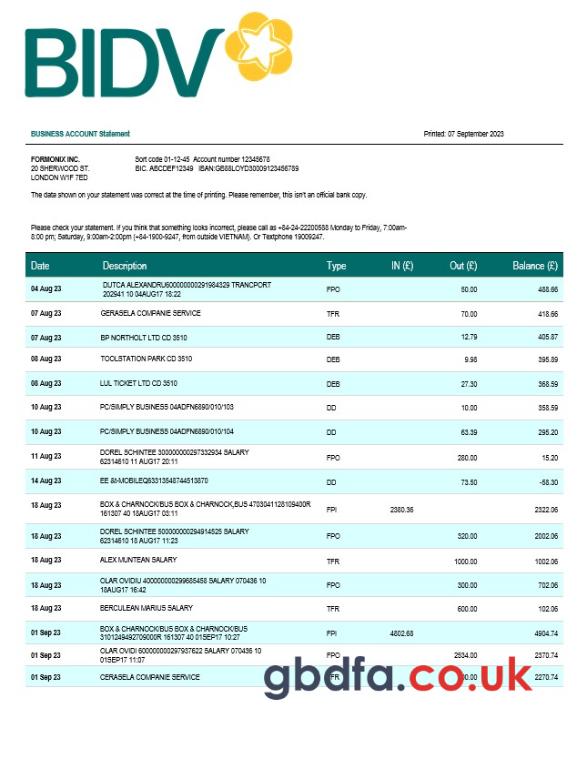 BIDV
BUSINESS ACCOUNT Statement Printed: 07 September 2023
FORMONIX INC. Sort code 01-12-45 Account number 12345678
20 SHERWOOD ST. BIC. ABCDEF12349 IBAN:GB88LOYD30009123456789
LONDON W1F 7ED
The data shown on your statement was correct at the time of printing. Please remember, this isn't an official bank copy.
Please check your statement. If you think that something looks incorrect, please call as +84-24-22200588 Monday to Friday, 7:00am-
8:00 pm; Saturday, 9:00am-2:00pm (+84-1900-9247, from outside VIETNAM). Or Textphone 19009247.
Date Description Type IN (£) Out (£) Balance (£)
04 Aug 23 DUTCA ALEXANDRU6000000000291984329 TRANCPORT FPO 50.00 488.66
202941 10 04AUG17 18:22
07 Aug 23 GERASELA COMPANIE SERVICE TFR 70.00 418.66
07 Aug 23 BP NORTHOLT LTD CD 3510 DEB 12.79 405.87
08 Aug 23 TOOLSTATION PARK CD 3510 DEB 9.98 395.89
08 Aug 23 LUL TICKET LTD CD 3510 DEB 27.30 368.59
10 Aug 23 PC/SIMPLY BUSINESS 04ADFN6890/010/103 DD 10.00 358.59
10 Aug 23 PC/SIMPLY BUSINESS 04ADFN6890/010/104 DD 63.39 295.20
11 Aug 23 DOREL SCHINTEE 300000000297332934 SALARY FPO 280.00 15.20
62314610 11 AUG17 20:11
14 Aug 23 EE &t-MOBILEQ63313548744513870 DD 73.50 -58.30
18 Aug 23 BOX & CHARNOCK/BUS BOX & CHARNOCK,BUS 4703041128109400R FPI 2380.36 2322.06
161307 40 18AUG17 03:11
18 Aug 23 DOREL SCHINTEE 500000000294914525 SALARY FPO 320.00 2002.06
62314610 18 AUG17 11:23
18 Aug 23 ALEX MUNTEAN SALARY TFR 1000.00 1002.06
18 Aug 23 OLAR OVIDIU 4000000000299685458 SALARY 070436 10 FPO 300.00 702.06
18AUG17 16:42
18 Aug 23 BERCULEAN MARIUS SALARY TFR 600.00 102.06
01 Sep 23 BOX & CHARNOCK/BUS BOX & CHARNOCK/BUS FPI 4802.68 4904.74
3101249492709000R 161307 40 01SEP17 10:27
01 Sep 23 OLAR OVIDI 600000000297937622 SALARY 070436 10 FPO 2534.00 2370.74
01SEP17 11:07
01 Sep 23 CERASELA COMPANIE SERVICE 2270.74
gbdfa.co.uk